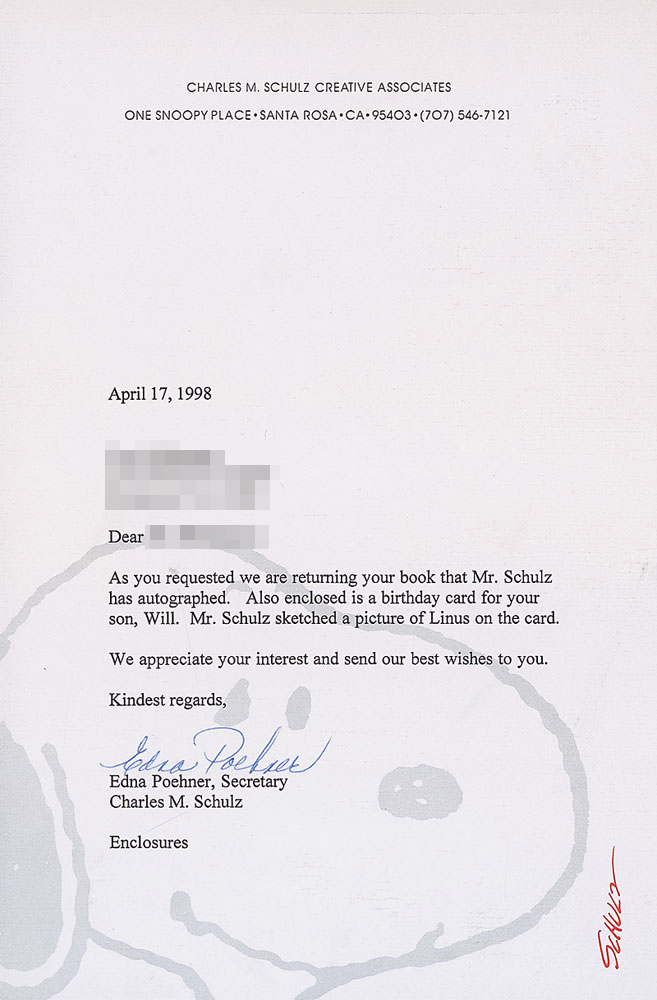 CHARLES M. SCHULZ CREATIVE ASSOCIATES
ONE SNOOPY PLACE•SANTA ROSA•CA•95403•(707) 546-7121
April 17, 1998
Dear
As you requested we are returning your book that Mr. Schulz
has autographed. Also enclosed is a birthday card for your
son, Will. Mr. Schulz sketched a picture of Linus on the card.
We appreciate your interest and send our best wishes to you.
Kindest regards,
Edna Poehner
Edna Poehner, Secretary
Charles M. Schulz
Enclosures
SCHULZ